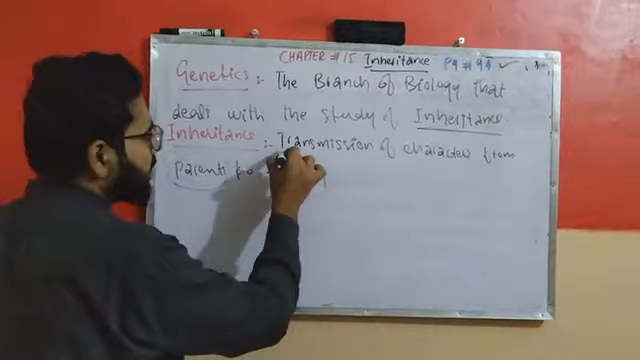 CHAPTER # 15 Inheritance Pg # 94
Genetics :- The Branch of Biology that
deals with the study of Inheritance
Inheritance :- Transmission of characters from
Parents to